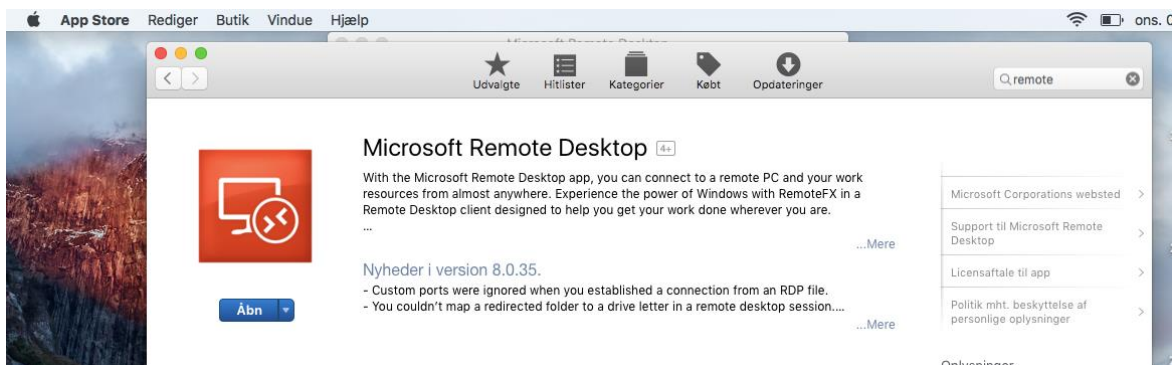 App Store Rediger Butik Vindue Hjælp ons.
Udvalgte Hitlister Kategorier Købt Opdateringer
remote
Microsoft Remote Desktop 4+
With the Microsoft Remote Desktop app, you can connect to a remote PC and your work
resources from almost anywhere. Experience the power of Windows with RemoteFX in a
Remote Desktop client designed to help you get your work done wherever you are.
...
...Mere
Nyheder i version 8.0.35.
- Custom ports were ignored when you established a connection from an RDP file.
- You couldn't map a redirected folder to a drive letter in a remote desktop session....
...Mere
Åbn
Microsoft Corporations websted
Support til Microsoft Remote
Desktop
Licensaftale til app
Politik mht. beskyttelse af
personlige oplysninger